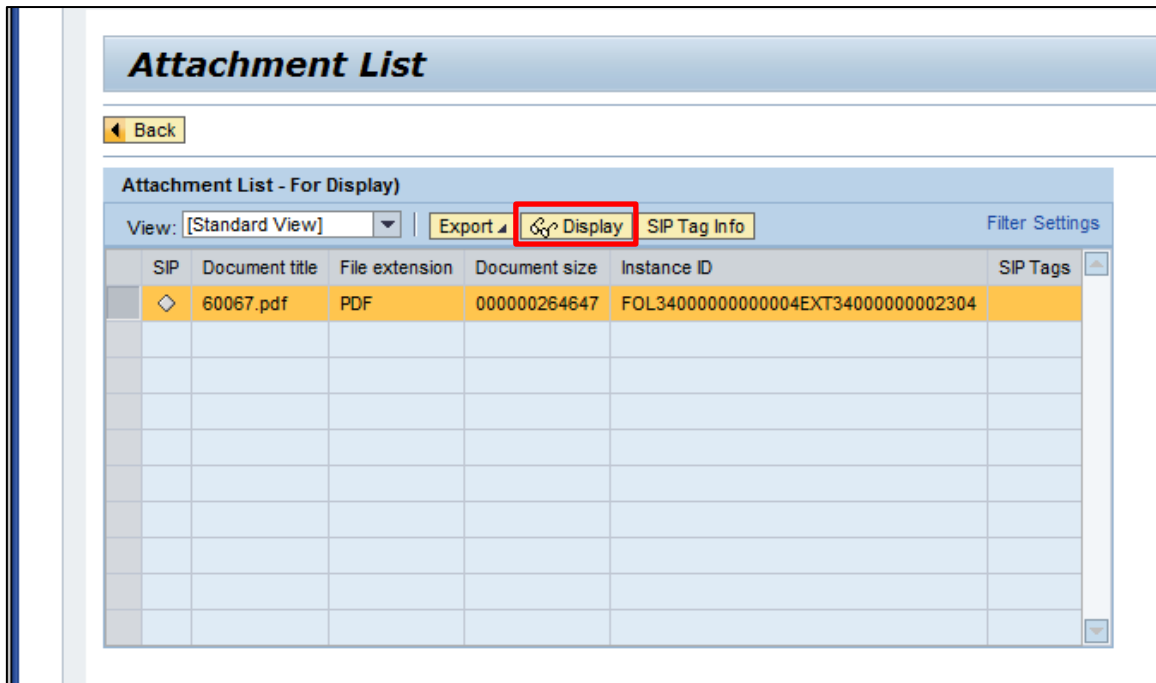 Attachment List
Back
Attachment List - For Display)
View: [Standard View] Export Display SIP Tag Info Filter Settings
SIP Document title File extension Document size Instance ID SIP Tags
60067.pdf PDF 000000264647 FOL34000000000004EXT34000000002304